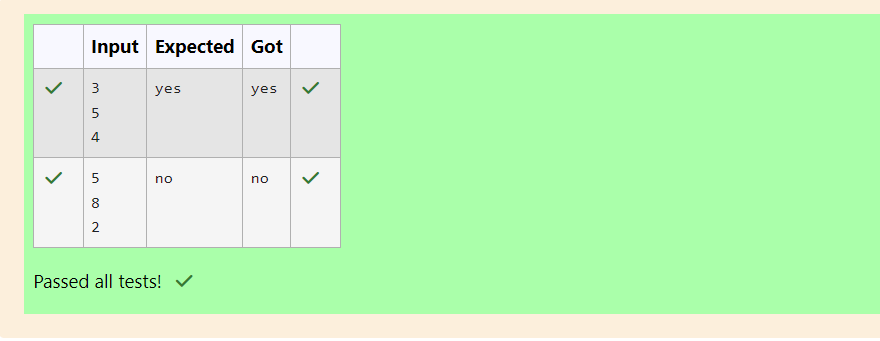 Input Expected Got
3 yes yes
5
4
5 no no
8
2
Passed all tests!